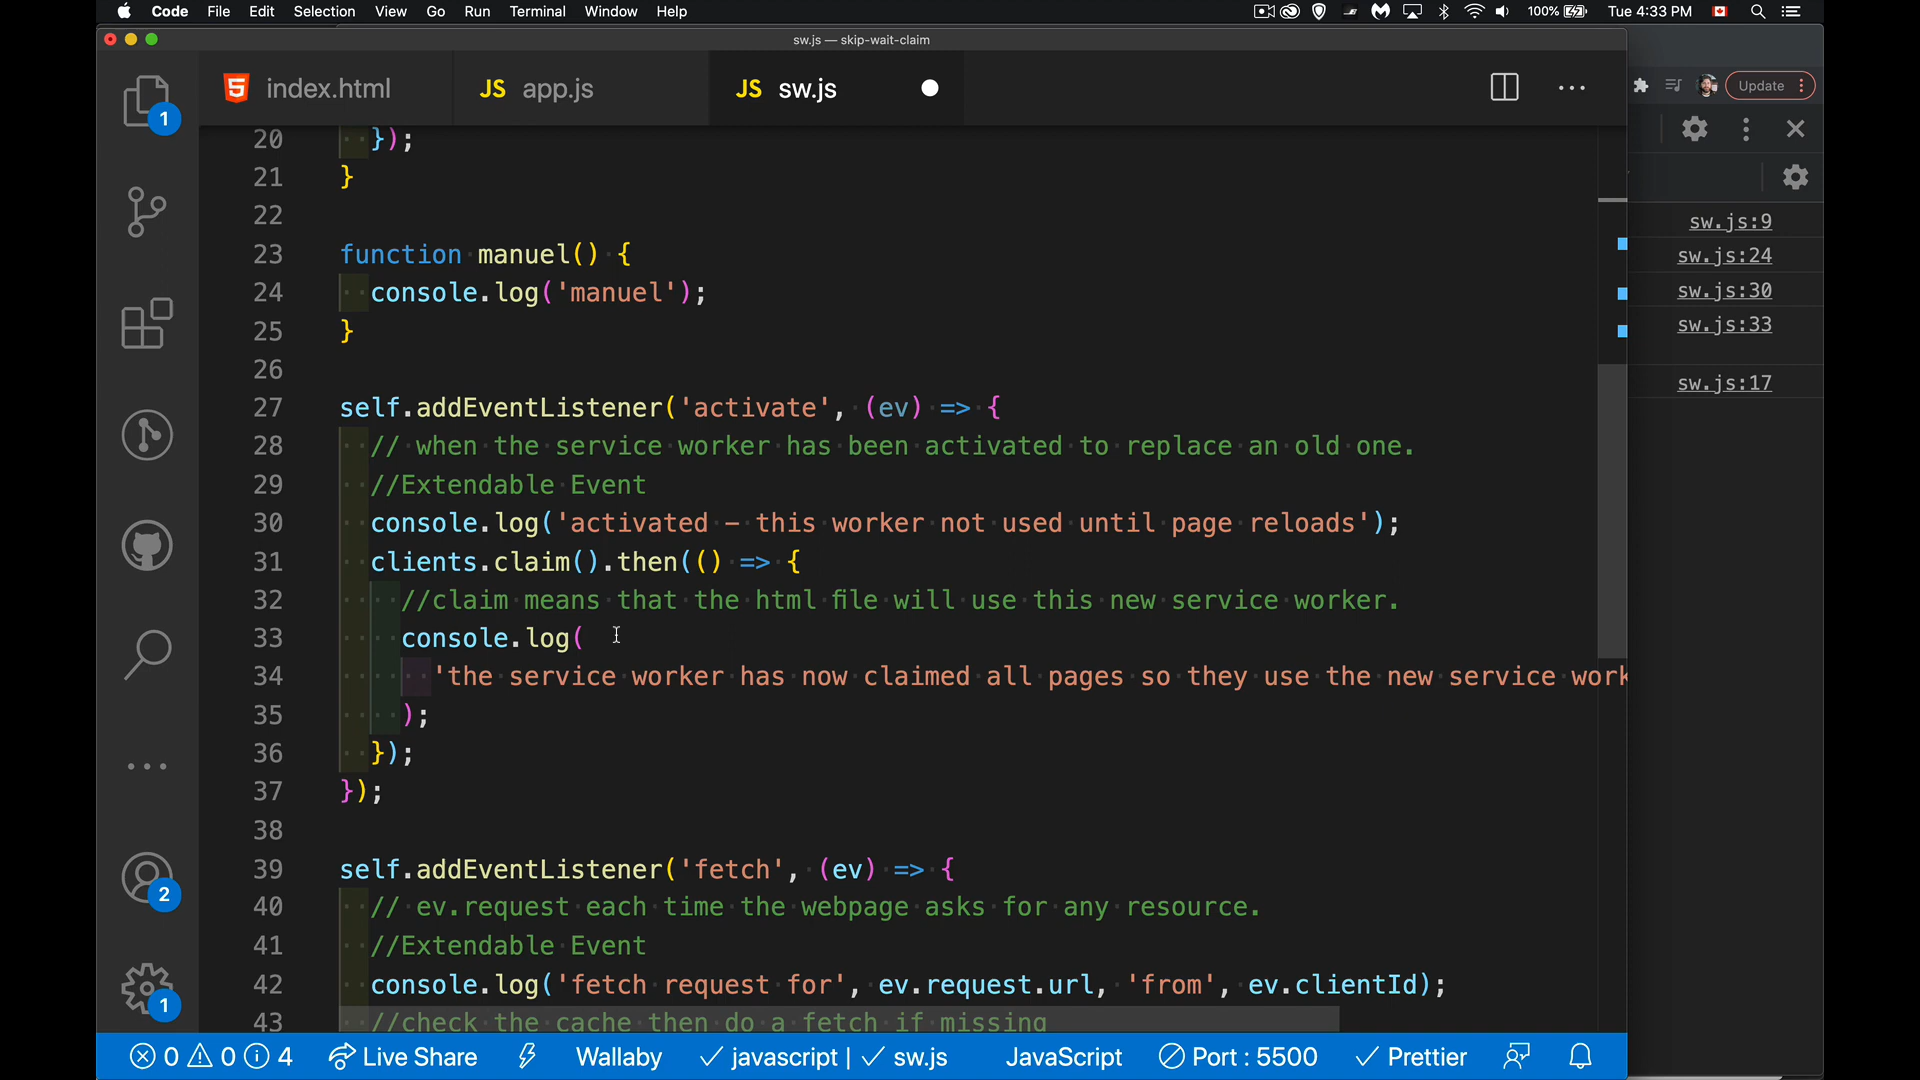 Code File Edit Selection View Go Run Terminal Window Help 100% Tue 4:33 PM
sw.js — skip-wait-claim
index.html JS app.js JS sw.js
Update
20 });
21 }
22
23 function manuel() {
24 console.log('manuel');
25 }
26
27 self.addEventListener('activate', (ev) => {
28 // when the service worker has been activated to replace an old one.
29 //Extendable Event
30 console.log('activated - this worker not used until page reloads');
31 clients.claim().then(() => {
32 //claim means that the html file will use this new service worker.
33 console.log(
34 'the service worker has now claimed all pages so they use the new service work
35 );
36 });
37 });
38
39 self.addEventListener('fetch', (ev) => {
40 // ev.request each time the webpage asks for any resource.
41 //Extendable Event
42 console.log('fetch request for', ev.request.url, 'from', ev.clientId);
43 //check the cache then do a fetch if missing
sw.js:9
sw.js:24
sw.js:30
sw.js:33
sw.js:17
1
2
1
0 0 4 Live Share Wallaby javascript | sw.js JavaScript Port : 5500 Prettier